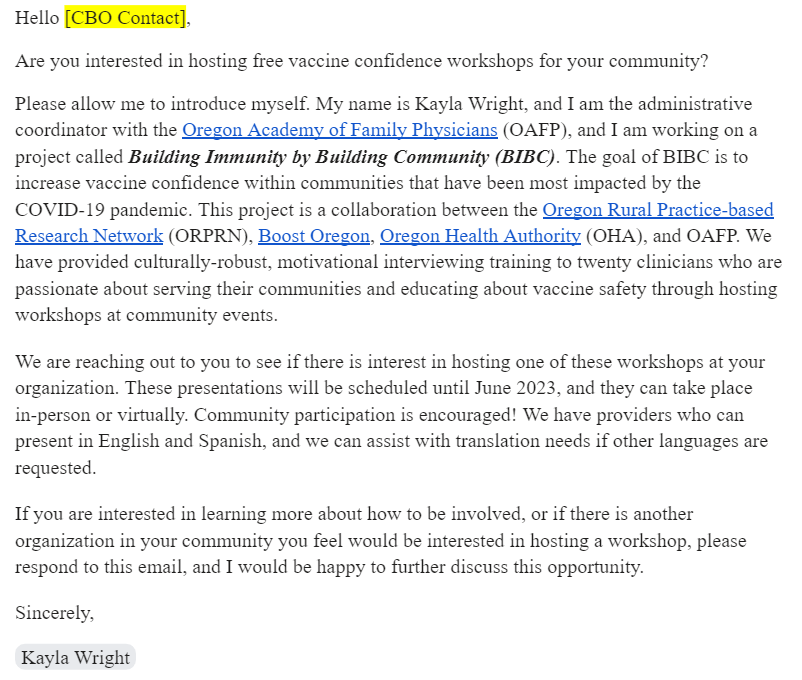 Hello [CBO Contact],
Are you interested in hosting free vaccine confidence workshops for your community?
Please allow me to introduce myself. My name is Kayla Wright, and I am the administrative
coordinator with the Oregon Academy of Family Physicians (OAFP), and I am working on a
project called Building Immunity by Building Community (BIBC). The goal of BIBC is to
increase vaccine confidence within communities that have been most impacted by the
COVID-19 pandemic. This project is a collaboration between the Oregon Rural Practice-based
Research Network (ORPRN), Boost Oregon, Oregon Health Authority (OHA), and OAFP. We
have provided culturally-robust, motivational interviewing training to twenty clinicians who are
passionate about serving their communities and educating about vaccine safety through hosting
workshops at community events.
We are reaching out to you to see if there is interest in hosting one of these workshops at your
organization. These presentations will be scheduled until June 2023, and they can take place
in-person or virtually. Community participation is encouraged! We have providers who can
present in English and Spanish, and we can assist with translation needs if other languages are
requested.
If you are interested in learning more about how to be involved, or if there is another
organization in your community you feel would be interested in hosting a workshop, please
respond to this email, and I would be happy to further discuss this opportunity.
Sincerely,
Kayla Wright